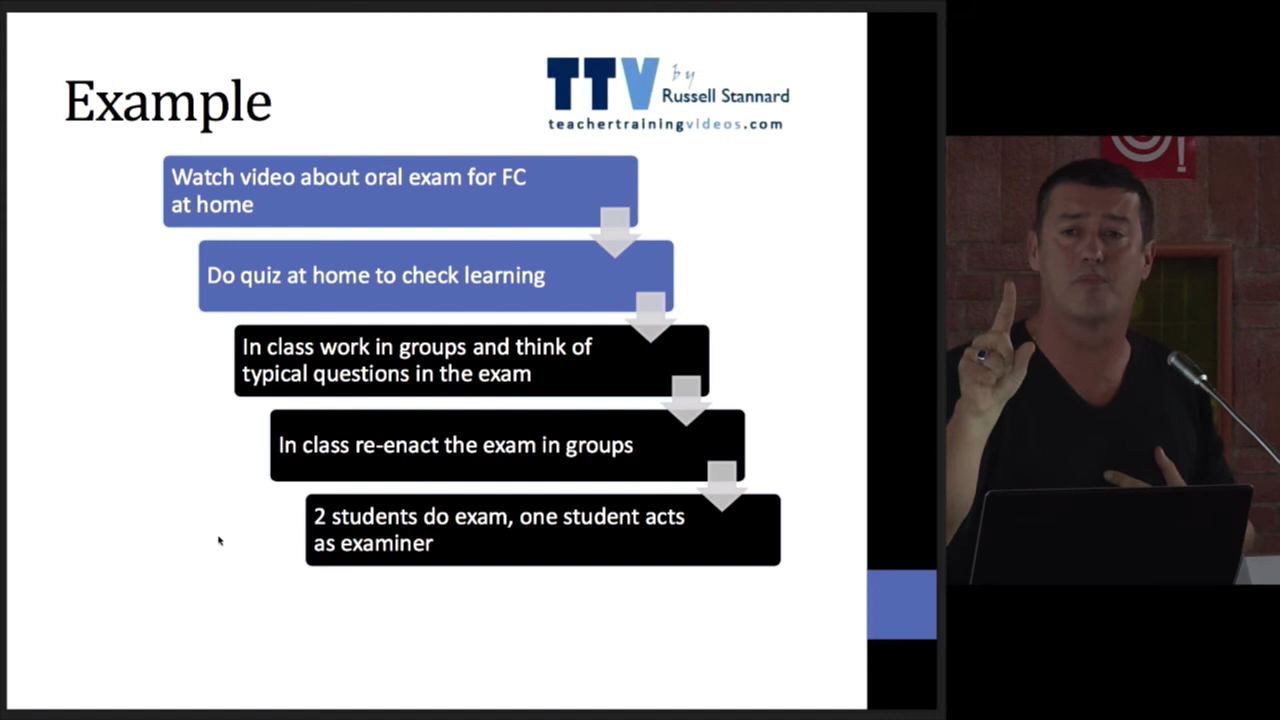 Example
TTV by
Russell Stannard
teachertrainingvideos.com
Watch video about oral exam for FC
at home
Do quiz at home to check learning
In class work in groups and think of
typical questions in the exam
In class re-enact the exam in groups
2 students do exam, one student acts
as examiner